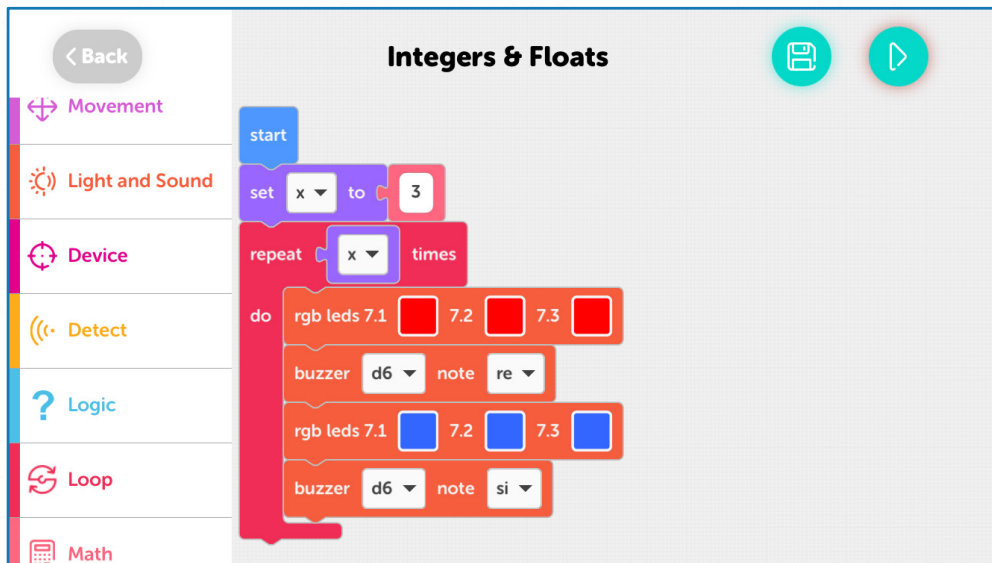 Back
Integers & Floats
Movement
Light and Sound
Device
Detect
Logic
Loop
Math
start
set x to 3
repeat x times
do rgb leds 7.1 7.2 7.3
buzzer d6 note re
rgb leds 7.1 7.2 7.3
buzzer d6 note si